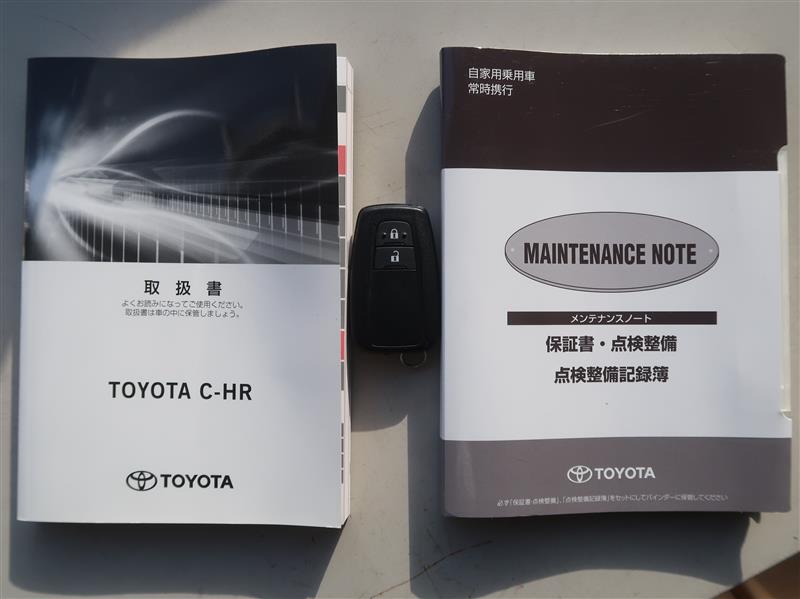 取扱書
よくお読みになってご使用ください。
取扱書は車の中に保管しましょう。
TOYOTA C-HR
TOYOTA
自家用乗用車
常時携行
MAINTENANCE NOTE
メンテナンスノート
保証書・点検整備
点検整備記録簿
TOYOTA
必ず「保証書・点検整備」、「点検整備記録簿」をセットにしてバインダーに保管してください